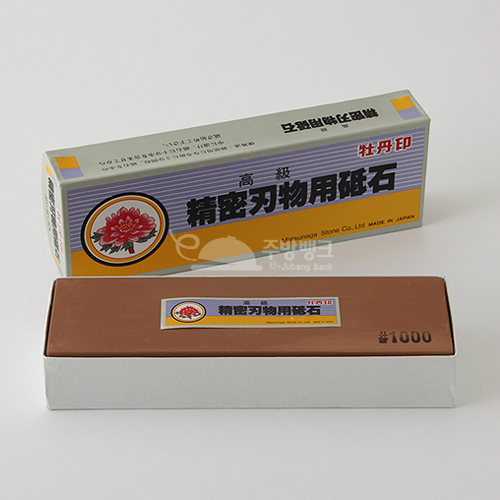 精密刃物用砥石
高級
牡丹印
高級
精密刃物用砥石
Matsunaga Stone Co., Ltd. MADE IN JAPAN
주방뱅크
e-Jubang bank
高級
牡丹印
精密刃物用砥石
#1000